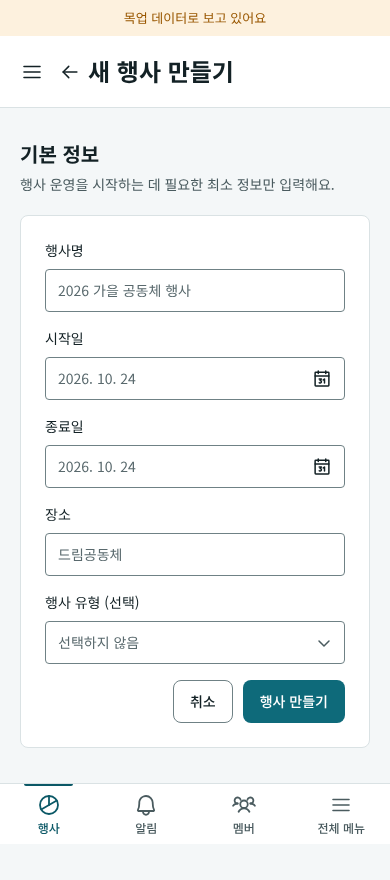 목업 데이터로 보고 있어요
새 행사 만들기
기본 정보
행사 운영을 시작하는 데 필요한 최소 정보만 입력해요.
행사명
2026 가을 공동체 행사
시작일
2026. 10. 24
31
종료일
2026. 10. 24
31
장소
드림공동체
행사 유형 (선택)
선택하지 않음
취소
행사 만들기
행사
알림
멤버
전체 메뉴